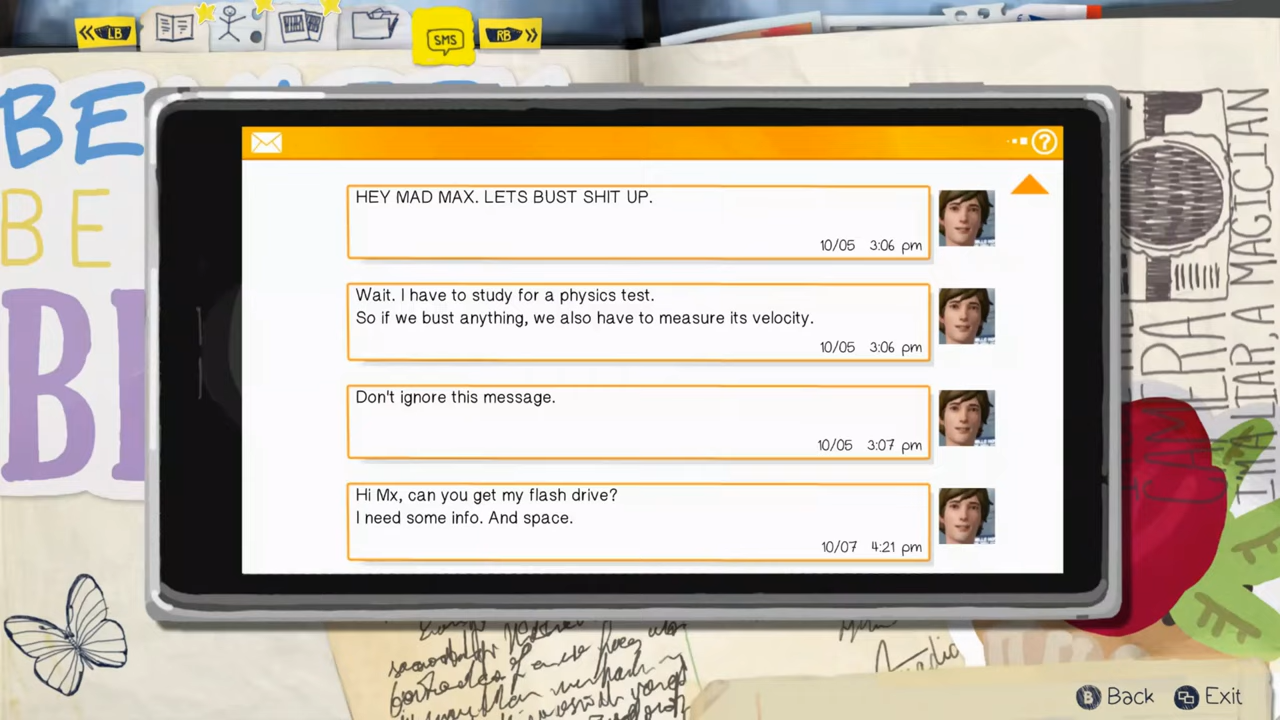 LB
SMS
RB
BE
BE
HEY MAD MAX. LETS BUST SHIT UP.
10/05 3:06 pm
Wait. I have to study for a physics test.
So if we bust anything, we also have to measure its velocity.
10/05 3:06 pm
Don't ignore this message.
10/05 3:07 pm
Hi Mx, can you get my flash drive?
I need some info. And space.
10/07 4:21 pm
CAMERA
LIAR, A MAGICIAN
Back
Exit